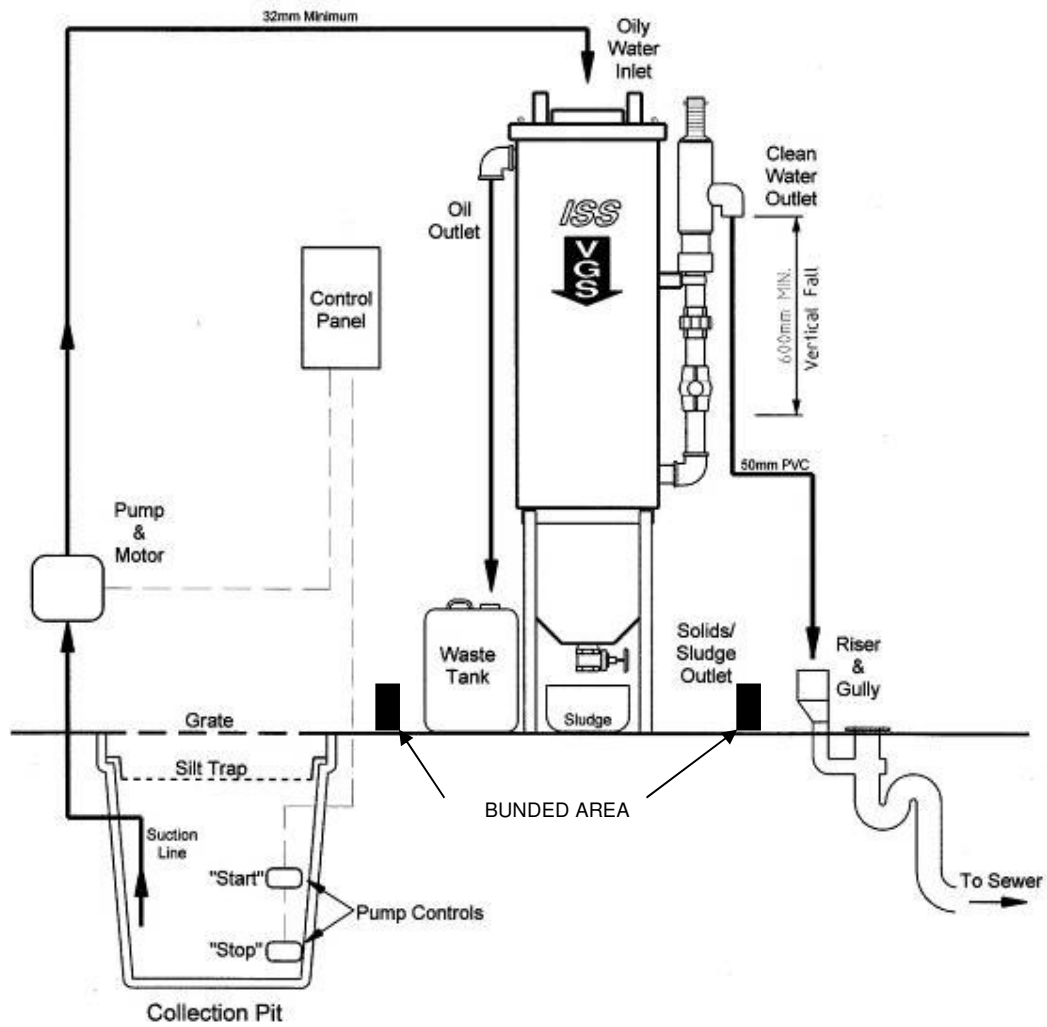 32mm Minimum
Oily
Water
Inlet
Clean
Water
Outlet
Oil
Outlet
ISS
VGS
600mm MIN.
Vertical Fall
Control
Panel
50mm PVC
Pump
&
Motor
Waste
Tank
Solids/
Sludge
Outlet
Riser
&
Gully
Sludge
Grate
Silt Trap
BUNDED AREA
Suction
Line
"Start"
Pump Controls
"Stop"
To Sewer
Collection Pit